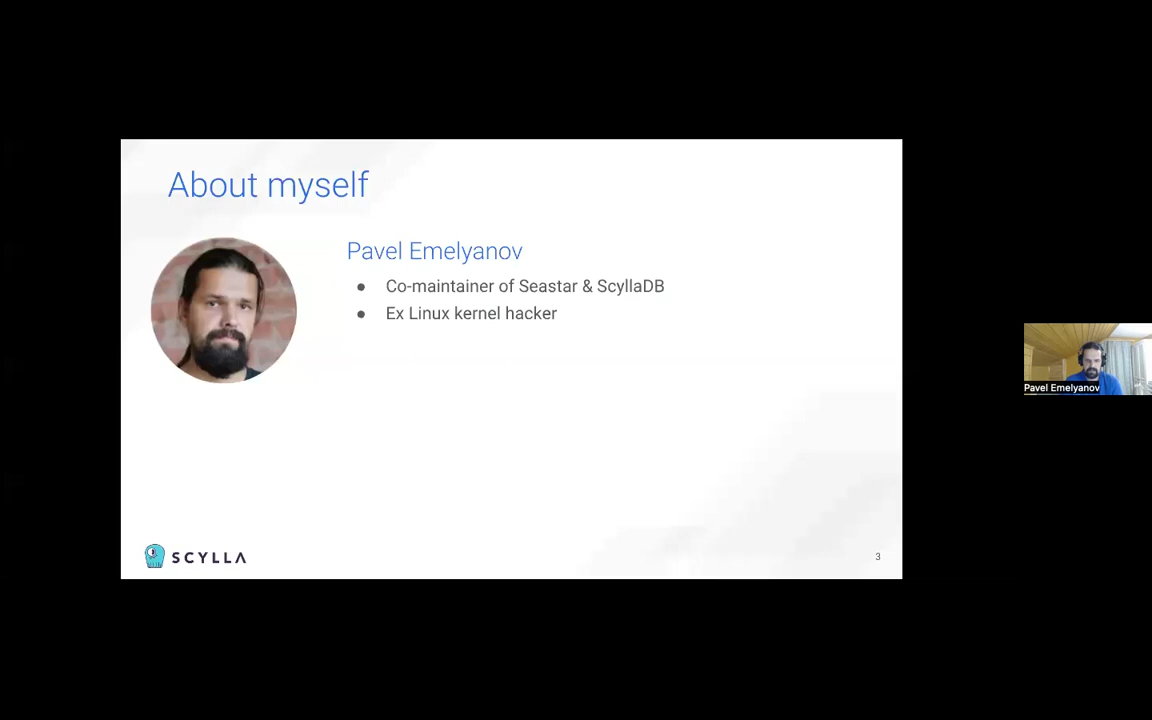 About myself
Pavel Emelyanov
● Co-maintainer of Seastar & ScyllaDB
● Ex Linux kernel hacker
SCYLLA
3
Pavel Emelyanov